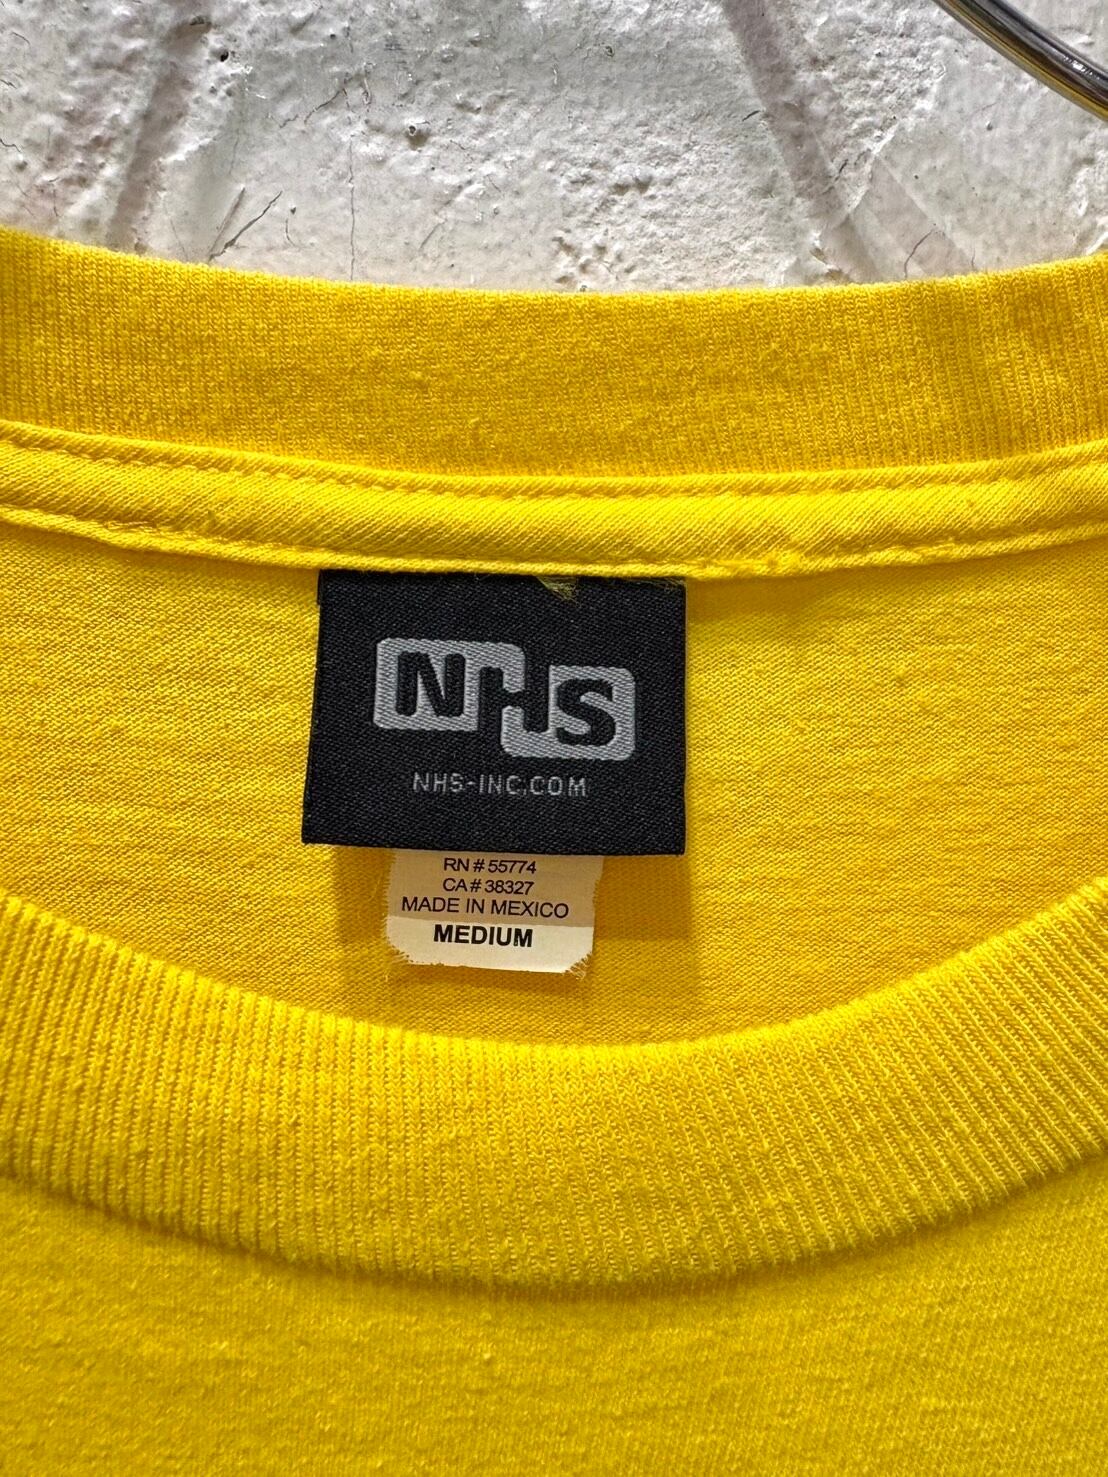 NHS
NHS-INC.COM
RN # 55774
CA # 38327
MADE IN MEXICO
MEDIUM